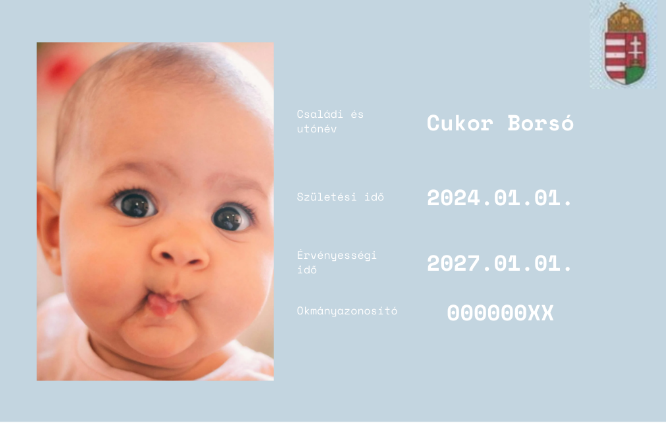 Családi és
utónév
Cukor Borsó
Születési idő
2024.01.01.
Érvényességi
idő
2027.01.01.
Okmányazonosító
000000XX